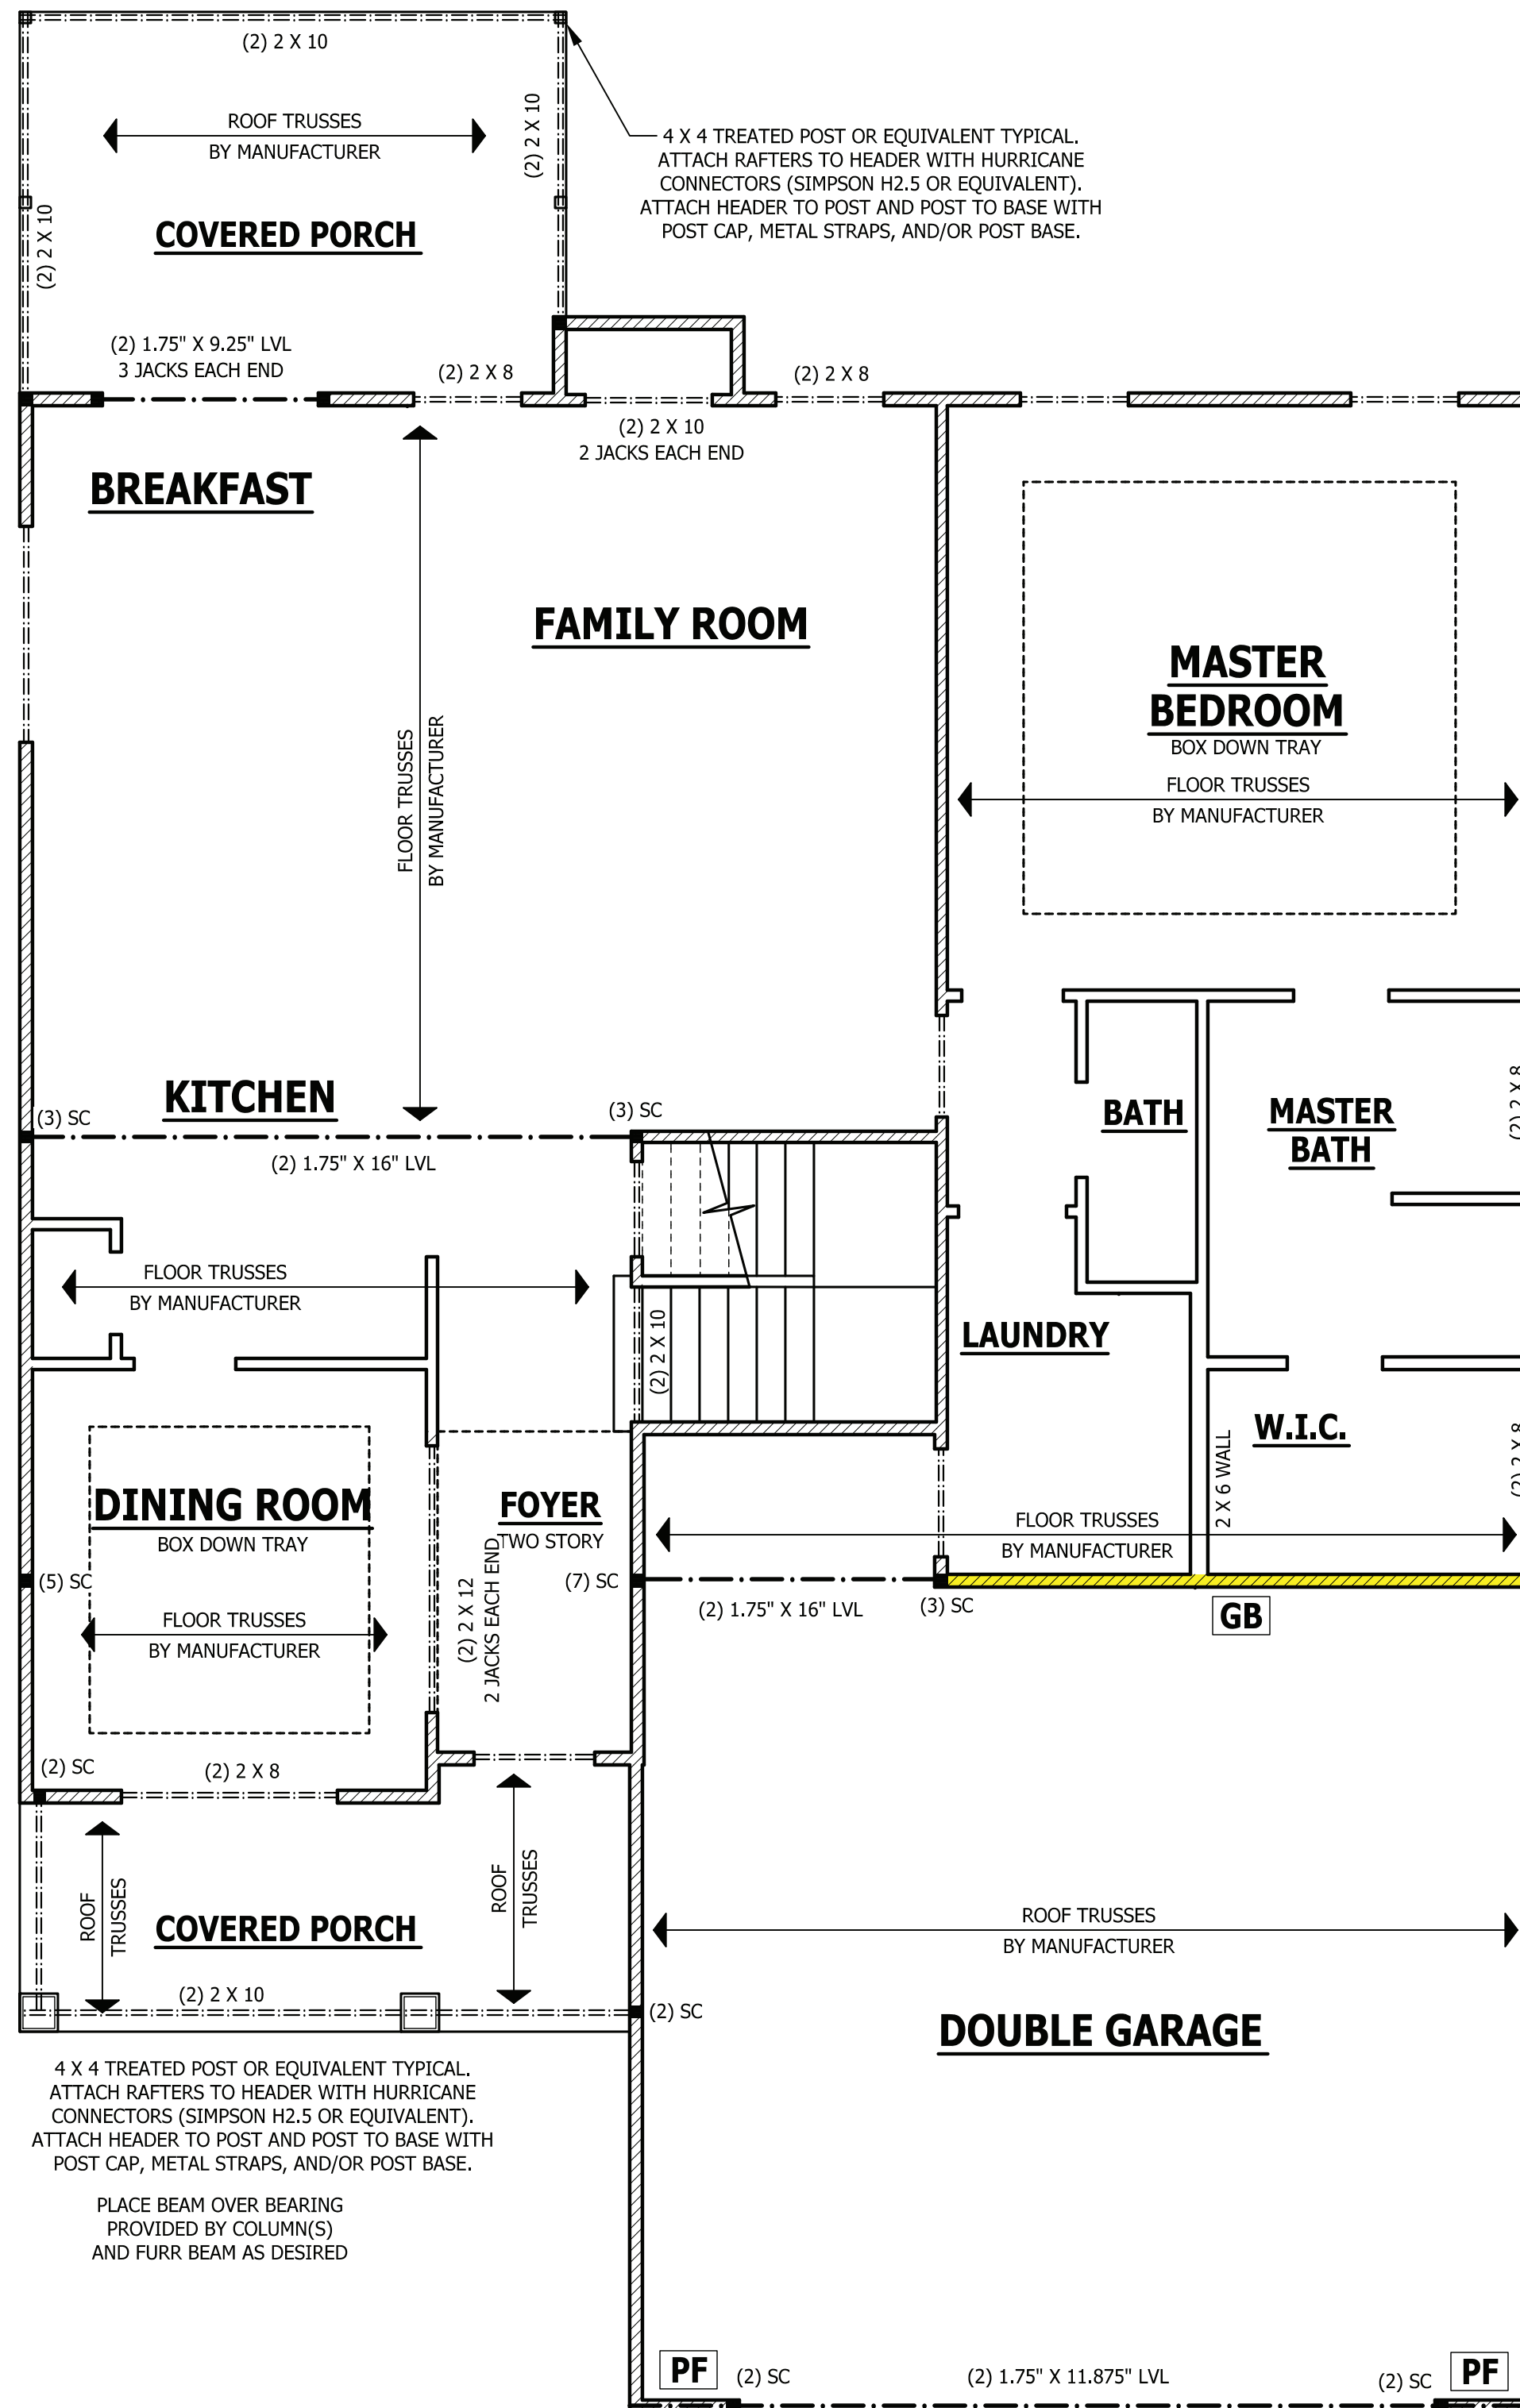 (2) 2 X 10
ROOF TRUSSES
BY MANUFACTURER
(2) 2 X 10
(2) 2 X 10
COVERED PORCH
4 X 4 TREATED POST OR EQUIVALENT TYPICAL.
ATTACH RAFTERS TO HEADER WITH HURRICANE
CONNECTORS (SIMPSON H2.5 OR EQUIVALENT).
ATTACH HEADER TO POST AND POST TO BASE WITH
POST CAP, METAL STRAPS, AND/OR POST BASE.
(2) 1.75" X 9.25" LVL
3 JACKS EACH END
(2) 2 X 8
(2) 2 X 8
(2) 2 X 10
2 JACKS EACH END
BREAKFAST
FAMILY ROOM
MASTER
BEDROOM
BOX DOWN TRAY
FLOOR TRUSSES
BY MANUFACTURER
FLOOR TRUSSES
BY MANUFACTURER
KITCHEN
(3) SC
(3) SC
(2) 1.75" X 16" LVL
BATH
MASTER
BATH
(2) 2 X 8
FLOOR TRUSSES
BY MANUFACTURER
(2) 2 X 10
LAUNDRY
W.I.C.
2 X 6 WALL
(2) 2 X 8
DINING ROOM
BOX DOWN TRAY
FOYER
TWO STORY
FLOOR TRUSSES
BY MANUFACTURER
(5) SC
(7) SC
(2) 2 X 12
2 JACKS EACH END
(2) 1.75" X 16" LVL
(3) SC
GB
FLOOR TRUSSES
BY MANUFACTURER
(2) SC
(2) 2 X 8
ROOF
TRUSSES
ROOF
TRUSSES
COVERED PORCH
(2) 2 X 10
(2) SC
ROOF TRUSSES
BY MANUFACTURER
DOUBLE GARAGE
4 X 4 TREATED POST OR EQUIVALENT TYPICAL.
ATTACH RAFTERS TO HEADER WITH HURRICANE
CONNECTORS (SIMPSON H2.5 OR EQUIVALENT).
ATTACH HEADER TO POST AND POST TO BASE WITH
POST CAP, METAL STRAPS, AND/OR POST BASE.
PLACE BEAM OVER BEARING
PROVIDED BY COLUMN(S)
AND FURR BEAM AS DESIRED
PF
(2) SC
(2) 1.75" X 11.875" LVL
(2) SC
PF